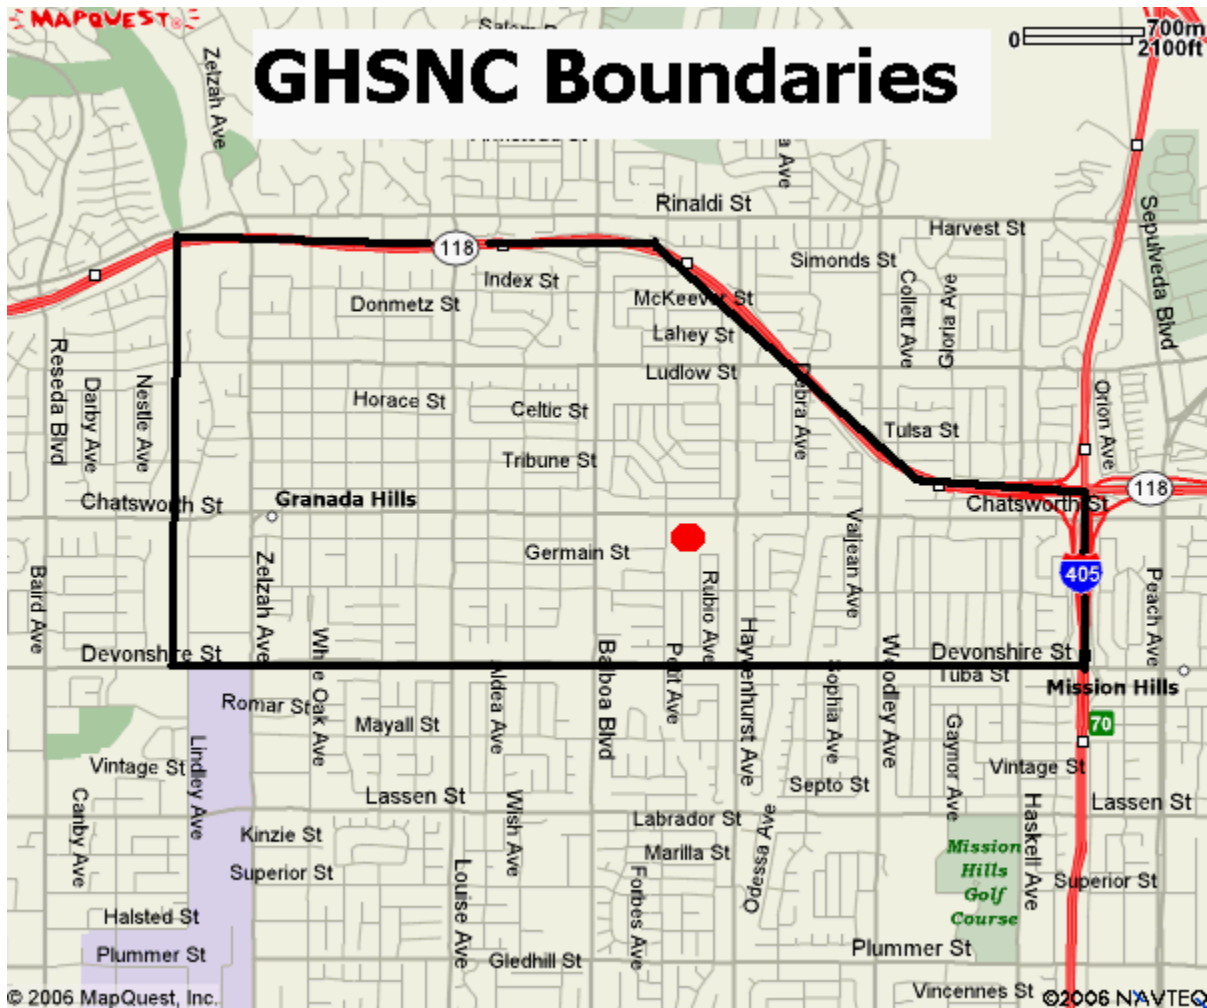 MAPQUEST®
700m
0
2100ft
GHSNC Boundaries
Zelzah Ave
Rinaldi St
Harvest St
Sepulveda Blvd
118
Index St
Simonds St
Donmetz St
McKeever St
Collett Ave
Gloria Ave
Lahey St
Ludlow St
Reseda Blvd
Darby Ave
Nestle Ave
Horace St
Celtic St
Debra Ave
Orion Ave
Tulsa St
Tribune St
Chatsworth St
Granada Hills
Chatsworth St
118
Valjean Ave
Germain St
405
Baird Ave
Zelzah Ave
Rubio Ave
Peach Ave
Devonshire St
White Oak Ave
Aldea Ave
Balboa Blvd
Petit Ave
Hayvenhurst Ave
Sophia Ave
Woodley Ave
Devonshire St
Tuba St
Mission Hills
Romar St
Mayall St
Gaynor Ave
70
Vintage St
Lindley Ave
Vintage St
Septo St
Lassen St
Lassen St
Canby Ave
Kinzie St
Wish Ave
Labrador St
Odessa Ave
Haskell Ave
Marilla St
Mission
Hills
Golf
Course
Superior St
Superior St
Louise Ave
Forbes Ave
Halsted St
Plummer St
Gledhill St
Plummer St
Vincennes St
© 2006 MapQuest, Inc.
©2006 NAVTEQ